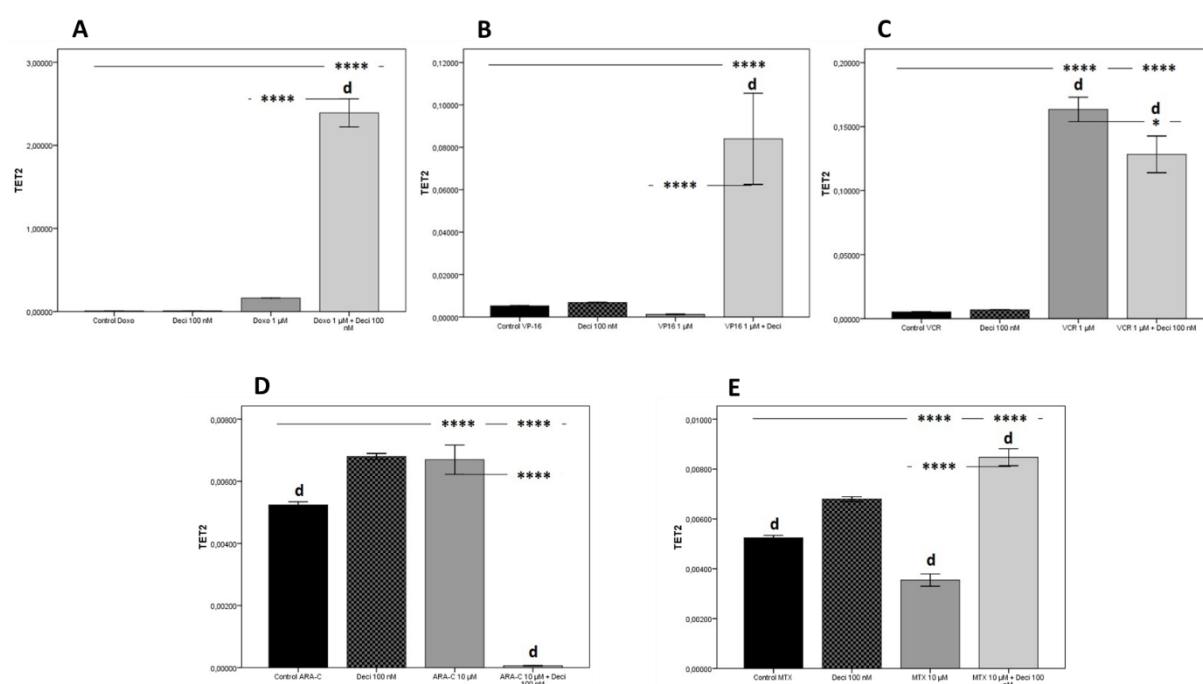 A
3,00000
2,00000
1,00000
0,00000
TET2
****
d
****
Control Doxo
Deci 100 nM
Doxo 1 µM
Doxo 1 µM + Deci 100
nM
B
0,12000
0,10000
0,08000
0,06000
0,04000
0,02000
0,00000
TET2
****
d
****
Control VP-16
Deci 100 nM
VP16 1 µM
VP16 1 µM + Deci
C
0,20000
0,15000
0,10000
0,05000
0,00000
TET2
**** ****
d
d
*
Control VCR
Deci 100 nM
VCR 1 µM
VCR 1 µM + Deci 100 nM
D
0,00800
0,00600
0,00400
0,00200
0,00000
TET2
**** ****
****
d
d
Control ARA-C
Deci 100 nM
ARA-C 10 µM
ARA-C 10 µM + Deci
100 nM
E
0,01000
0,00800
0,00600
0,00400
0,00200
0,00000
TET2
**** ****
d
****
d
d
Control MTX
Deci 100 nM
MTX 10 µM
MTX 10 µM + Deci 100
nM